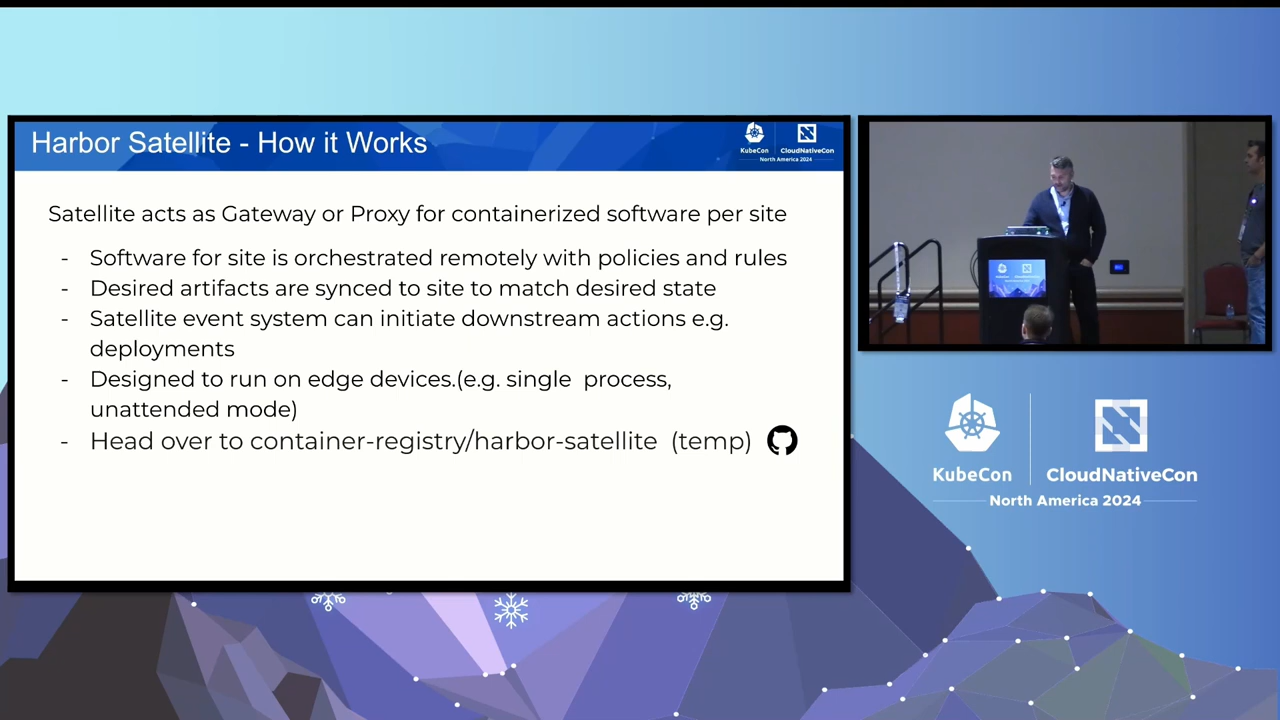 Harbor Satellite - How it Works
KubeCon
CloudNativeCon
North America 2024
Satellite acts as Gateway or Proxy for containerized software per site
- Software for site is orchestrated remotely with policies and rules
- Desired artifacts are synced to site to match desired state
- Satellite event system can initiate downstream actions e.g.
deployments
- Designed to run on edge devices.(e.g. single process,
unattended mode)
- Head over to container-registry/harbor-satellite (temp)
KubeCon
CloudNativeCon
North America 2024